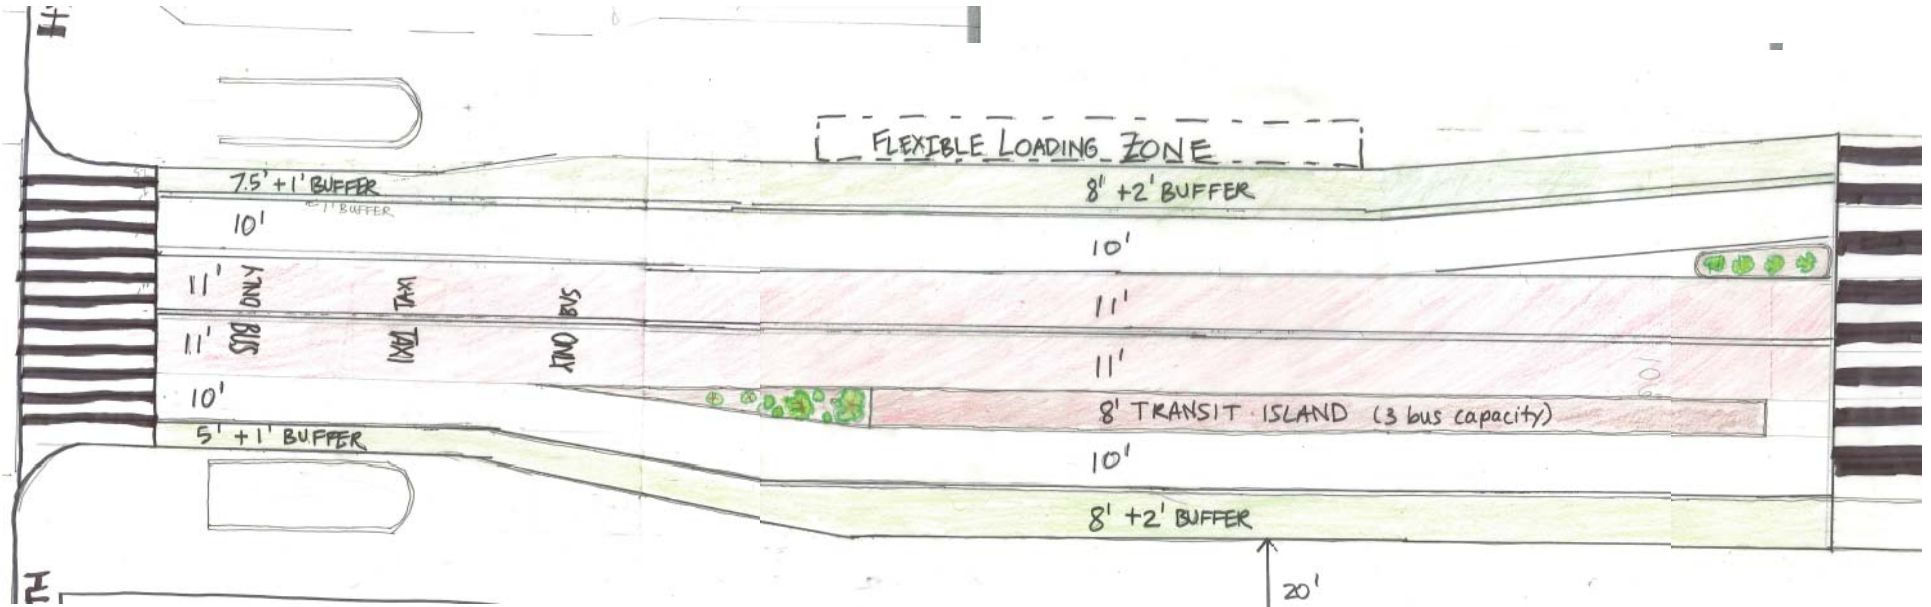 FLEXIBLE LOADING ZONE
7.5' + 1' BUFFER
1' BUFFER
8' + 2' BUFFER
10'
10'
11'
ONLY
TAXI
BUS
11'
11'
BUS
TAXI
ONLY
11'
10'
8' TRANSIT ISLAND (3 bus capacity)
5' + 1' BUFFER
10'
8' + 2' BUFFER
20'